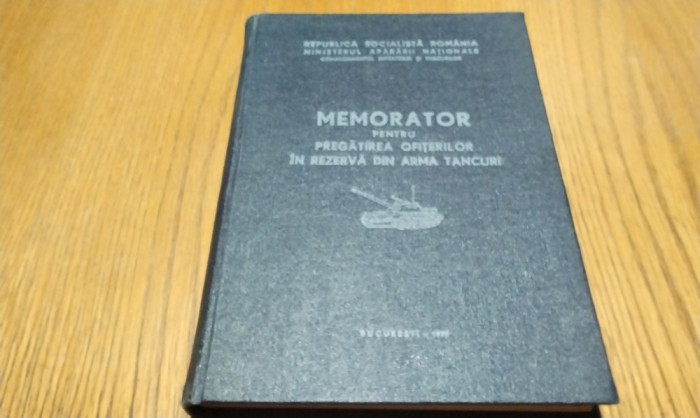 REPUBLICA SOCIALISTĂ ROMÂNIA
MINISTERUL APĂRĂRII NAȚIONALE
COMANDAMENTUL INFANTERIEI ȘI TANCURILOR
MEMORATOR
PENTRU
PREGĂTIREA OFIȚERILOR
ÎN REZERVĂ DIN ARMA TANCURI
BUCUREȘTI –